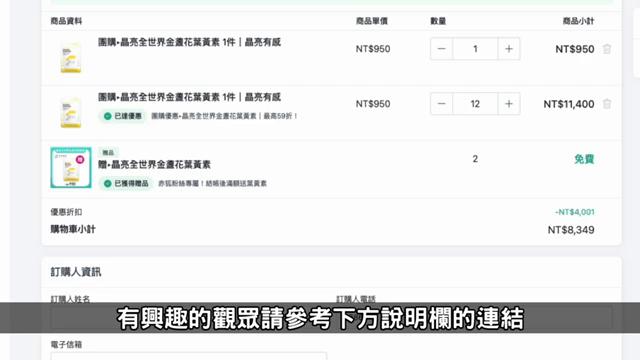 商品資料 商品單價 數量 商品小計
團購▸晶亮全世界金盞花葉黃素 1件｜晶亮有感 NT$950 − 1 + NT$950
團購▸晶亮全世界金盞花葉黃素 1件｜晶亮有感 NT$950 − 12 + NT$11,400
已達優惠 團購優惠▸晶亮全世界金盞花葉黃素｜最高59折！
贈品
贈▸晶亮全世界金盞花葉黃素 2 免費
已獲得贈品 赤狐粉絲專屬！結帳後滿額送葉黃素
優惠折扣 -NT$4,001
購物車小計 NT$8,349
訂購人資訊
訂購人姓名 訂購人電話
有興趣的觀眾請參考下方說明欄的連結
電子信箱